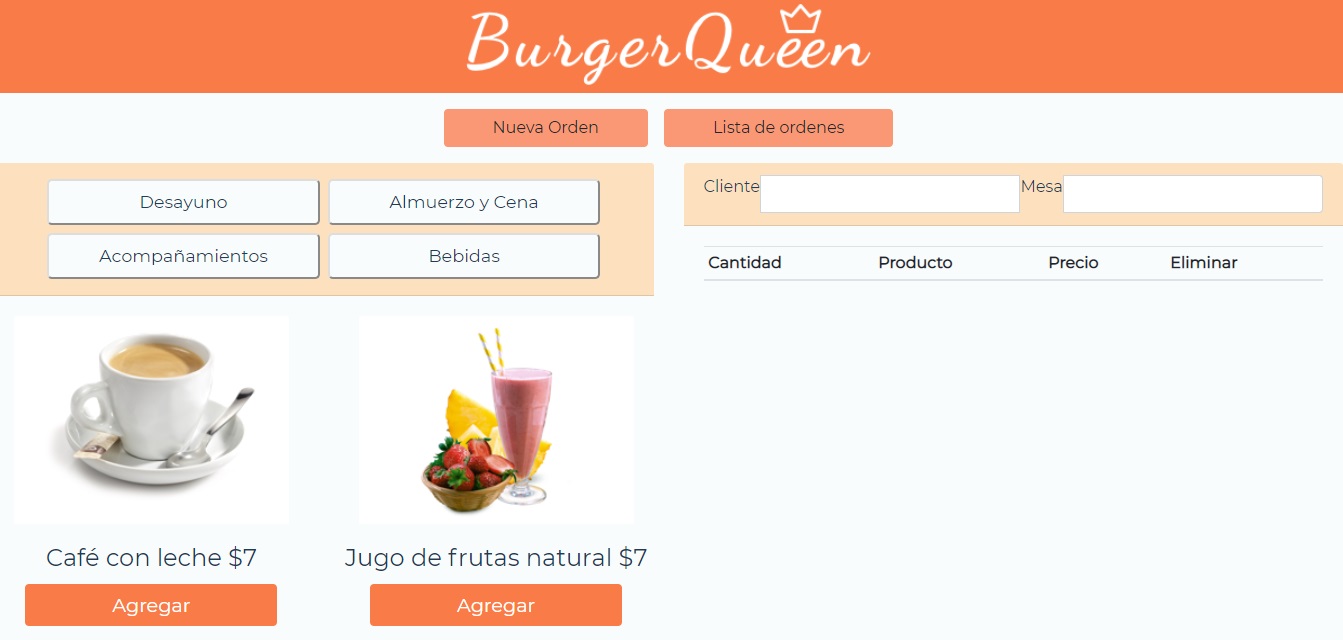 BurgerQueen
Nueva Orden
Lista de ordenes
Desayuno
Almuerzo y Cena
Acompañamientos
Bebidas
Cliente
Mesa
Cantidad Producto Precio Eliminar
Café con leche $7
Agregar
Jugo de frutas natural $7
Agregar